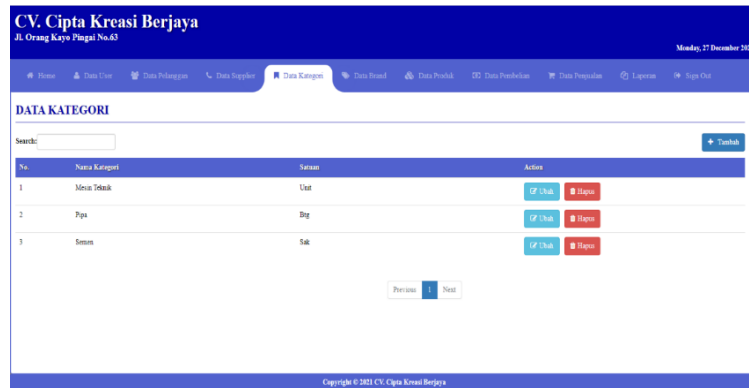 CV. Cipta Kreasi Berjaya
Jl. Orang Kayo Pingai No.63
Monday, 27 December 202
Home Data User Data Pelanggan Data Supplier Data Kategori Data Brand Data Produk Data Pembelian Data Penjualan Laporan Sign Out
DATA KATEGORI
Search:
Tambah
No. Nama Kategori Satuan Action
1 Mesin Teknik Unit Ubah Hapus
2 Pipa Btg Ubah Hapus
3 Semen Sak Ubah Hapus
Previous 1 Next
Copyright © 2021 CV. Cipta Kreasi Berjaya